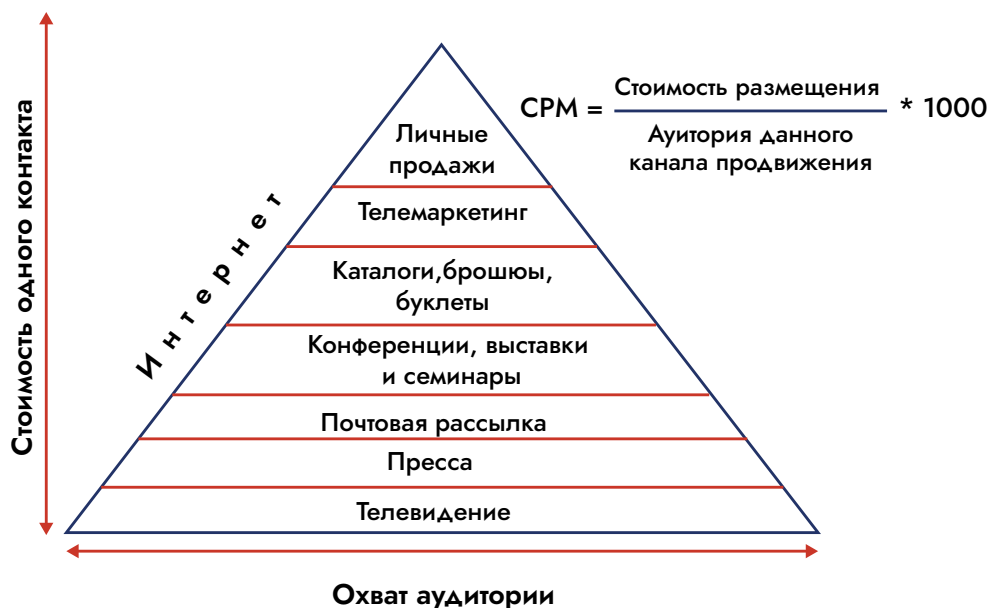 Стоимость одного контакта
Интернет
Личные
продажи
Телемаркетинг
Каталоги,брошюы,
буклеты
Конференции, выставки
и семинары
Почтовая рассылка
Пресса
Телевидение
Охват аудитории
CPM = Стоимость размещения * 1000
Ауитория данного
канала продвижения